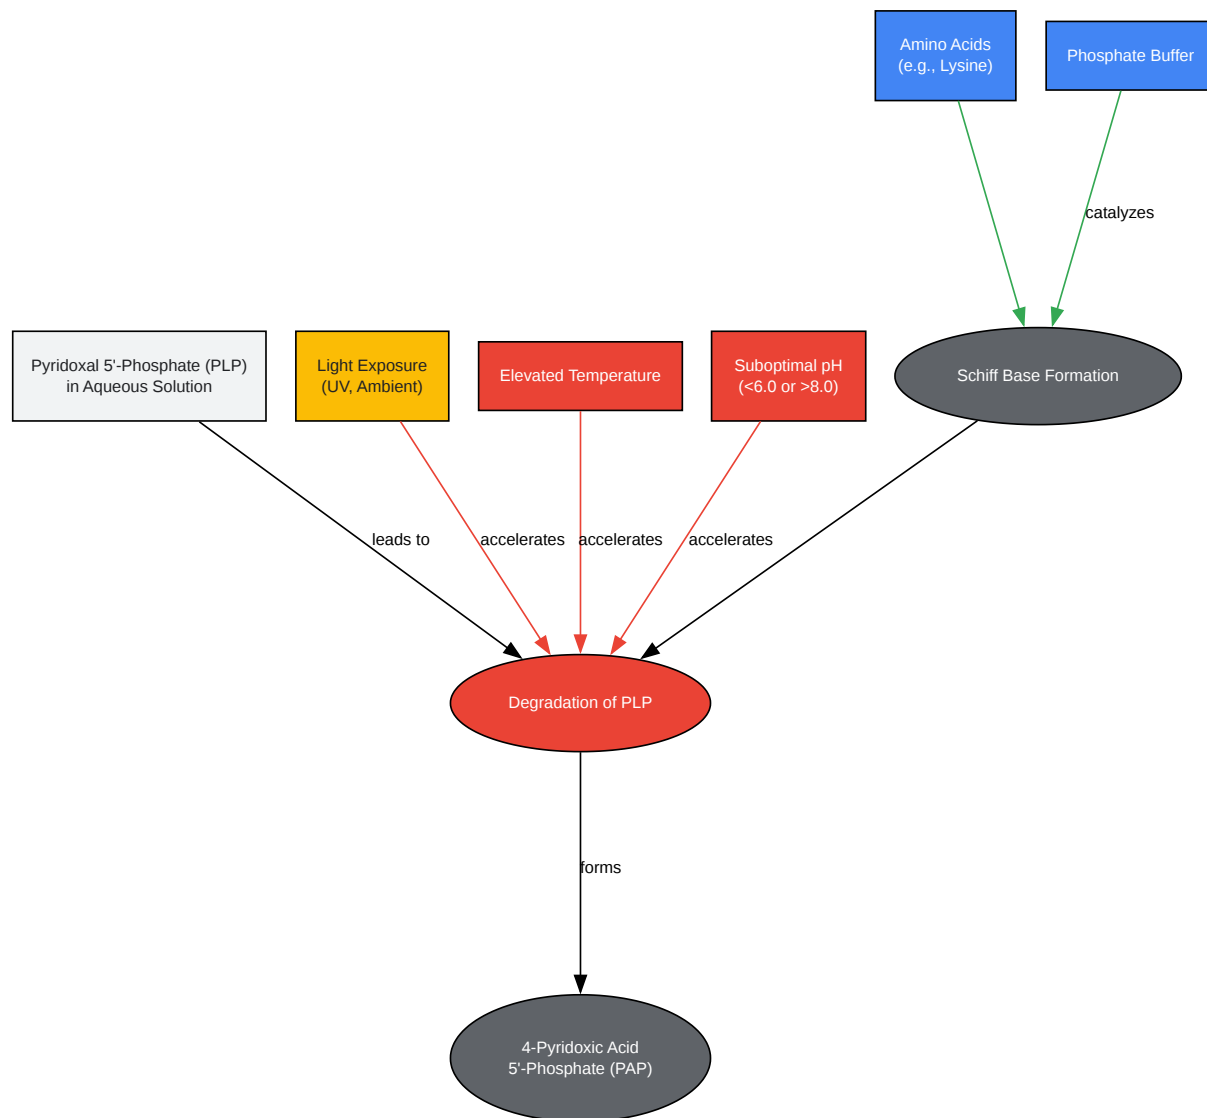 Amino Acids
(e.g., Lysine)
Phosphate Buffer
catalyzes
Pyridoxal 5'-Phosphate (PLP)
in Aqueous Solution
Light Exposure
(UV, Ambient)
Elevated Temperature
Suboptimal pH
(<6.0 or >8.0)
Schiff Base Formation
leads to
accelerates
accelerates
accelerates
Degradation of PLP
forms
4-Pyridoxic Acid
5'-Phosphate (PAP)